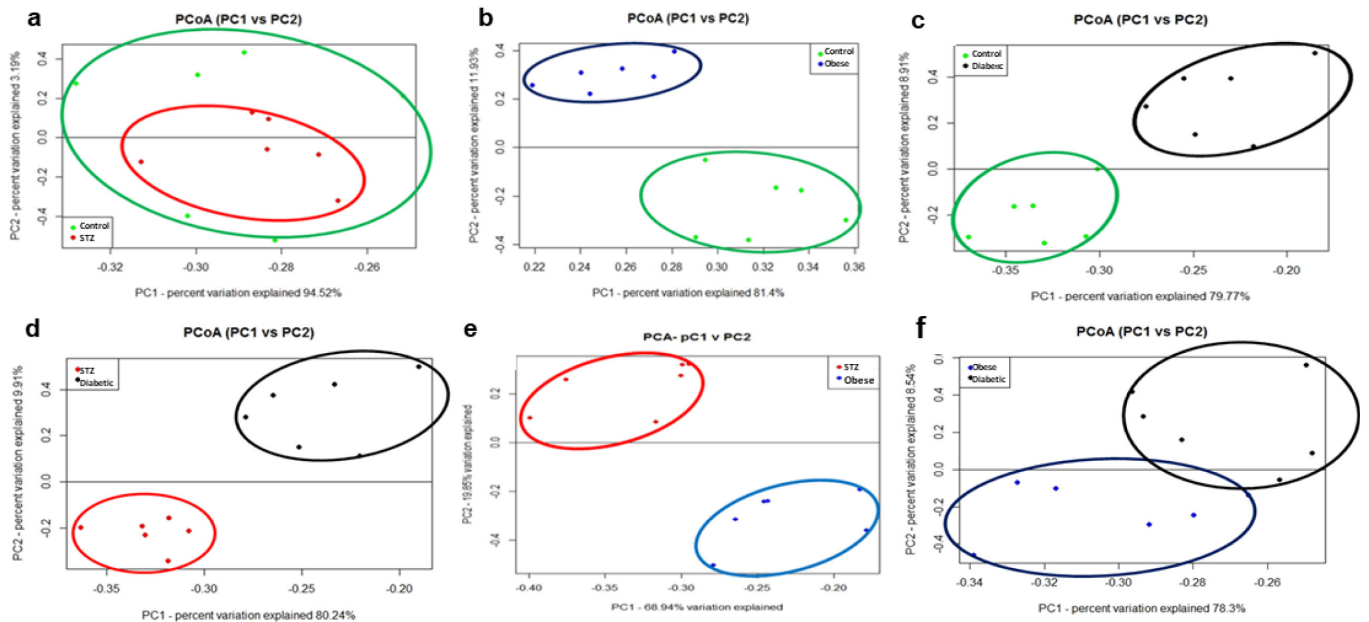 a
PCoA (PC1 vs PC2)
PC2 - percent variation explained 3.19%
0.4
0.2
0.0
-0.2
-0.4
Control
STZ
-0.32
-0.30
-0.28
-0.26
PC1 - percent variation explained 94.52%
b
PCoA (PC1 vs PC2)
PC2 - percent variation explained 11.93%
0.4
0.2
0.0
-0.2
-0.4
Control
Obese
0.22
0.24
0.26
0.28
0.30
0.32
0.34
0.36
PC1 - percent variation explained 81.4%
c
PCoA (PC1 vs PC2)
PC2 - percent variation explained 8.91%
0.4
0.2
0.0
-0.2
Control
-0.35
-0.30
-0.25
-0.20
PC1 - percent variation explained 79.77%
d
PCoA (PC1 vs PC2)
PC2 - percent variation explained 9.91%
0.4
0.2
0.0
-0.2
STZ
Diabetic
-0.35
-0.30
-0.25
-0.20
PC1 - percent variation explained 80.24%
e
PCA- pC1 v PC2
PC2 - 19.85% variation explained
0.4
0.2
0.0
-0.2
-0.4
STZ
Obese
-0.40
-0.35
-0.30
-0.25
-0.20
PC1 - 68.94% variation explained
f
PCoA (PC1 vs PC2)
PC2 - percent variation explained 8.54%
0.4
0.2
0.0
-0.2
-0.4
Obese
Diabetic
-0.34
-0.32
-0.30
-0.28
-0.26
PC1 - percent variation explained 78.3%